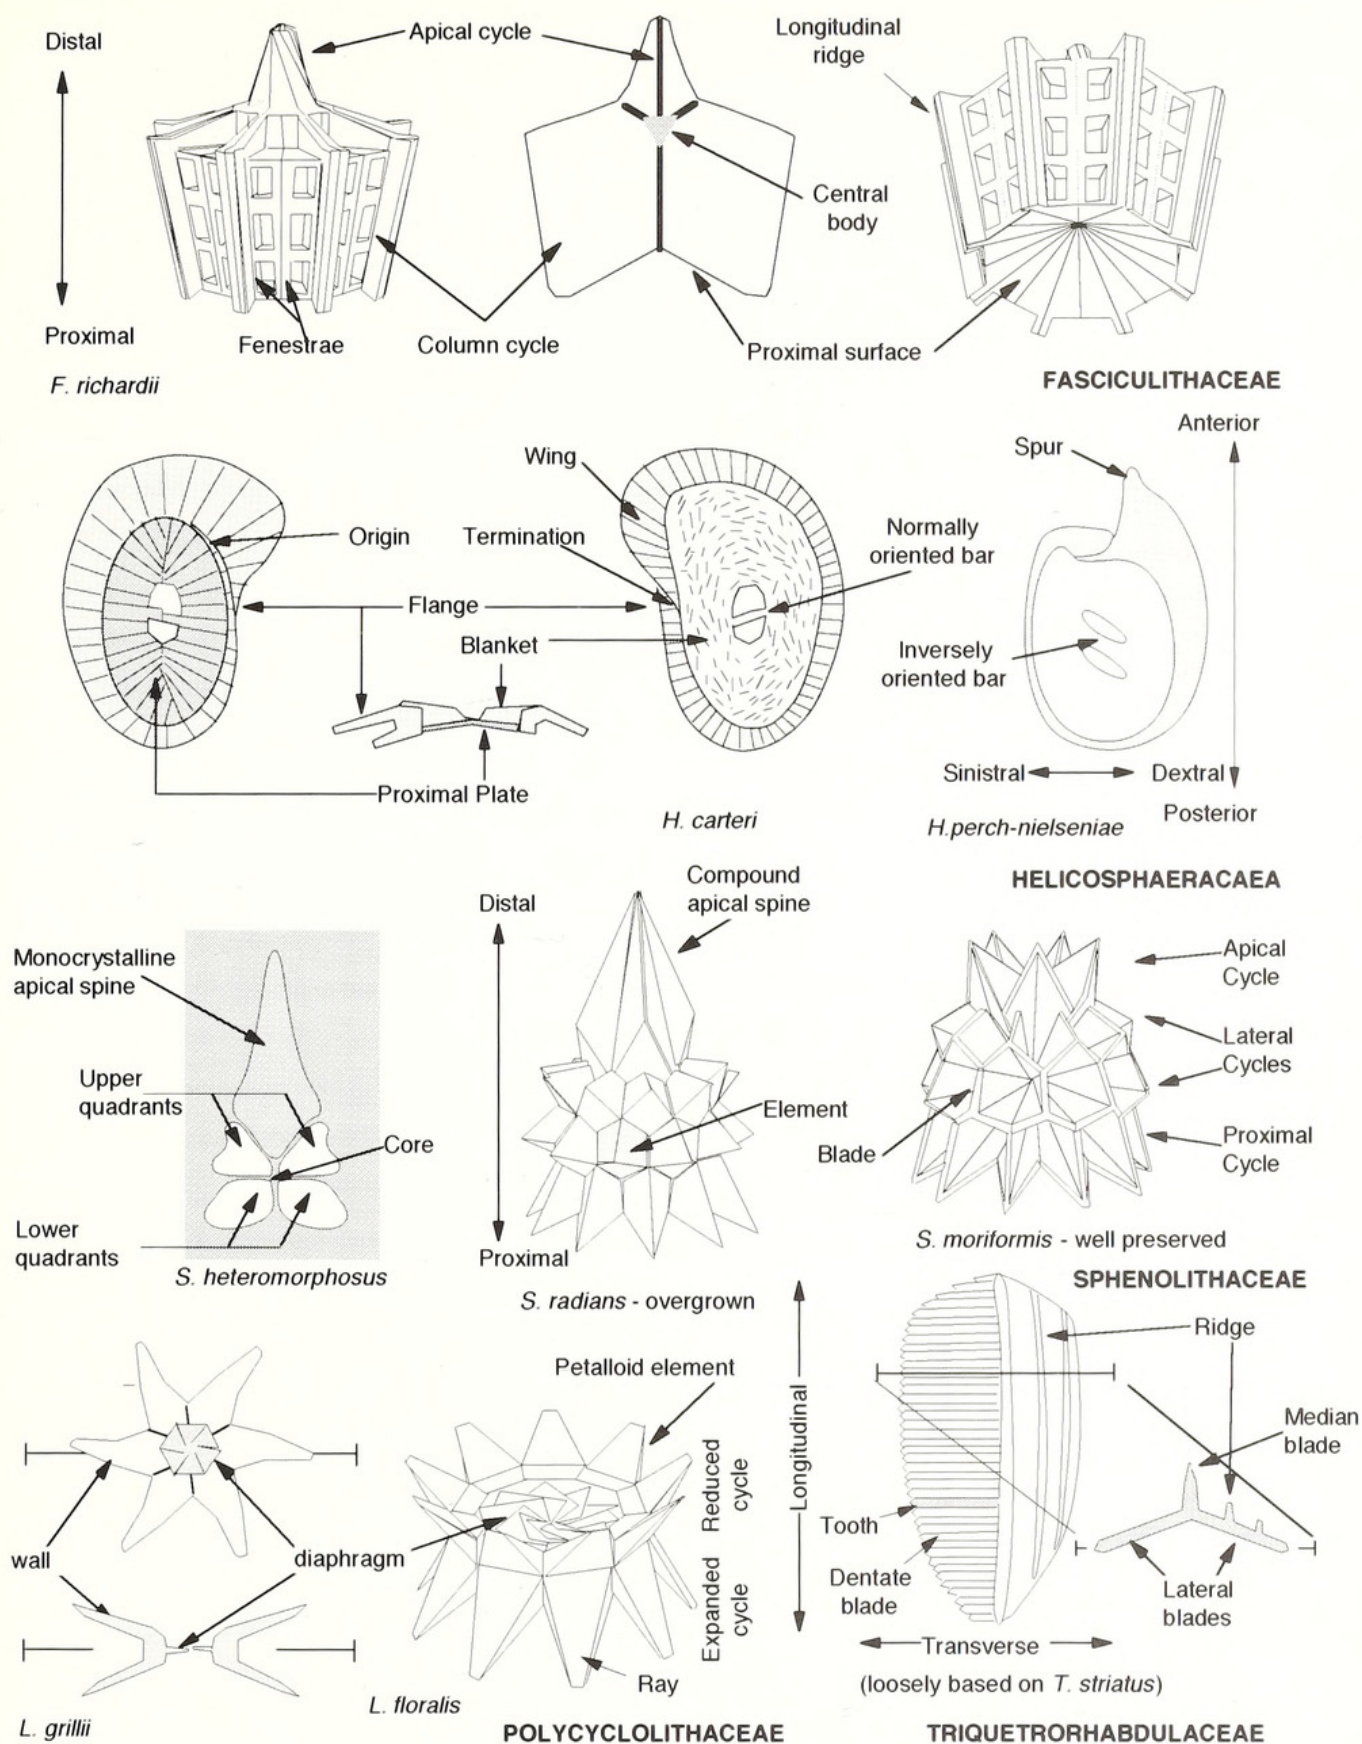 Distal
Apical cycle
Longitudinal
ridge
Central
body
Proximal
Fenestrae
Column cycle
Proximal surface
F. richardii
FASCICULITHACEAE
Anterior
Wing
Spur
Origin
Termination
Normally
oriented bar
Flange
Blanket
Inversely
oriented bar
Sinistral
Dextral
Proximal Plate
Posterior
H. carteri
H.perch-nielseniae
HELICOSPHAERACAEA
Compound
apical spine
Distal
Monocrystalline
apical spine
Apical
Cycle
Lateral
Cycles
Upper
quadrants
Element
Core
Blade
Proximal
Cycle
Lower
quadrants
Proximal
S. heteromorphosus
S. moriformis - well preserved
SPHENOLITHACEAE
S. radians - overgrown
Ridge
Petalloid element
Longitudinal
Median
blade
Reduced
cycle
Tooth
wall
diaphragm
Expanded
cycle
Dentate
blade
Lateral
blades
Transverse
Ray
(loosely based on T. striatus)
L. floralis
L. grillii
POLYCYCLOLITHACEAE
TRIQUETRORHABDULACEAE